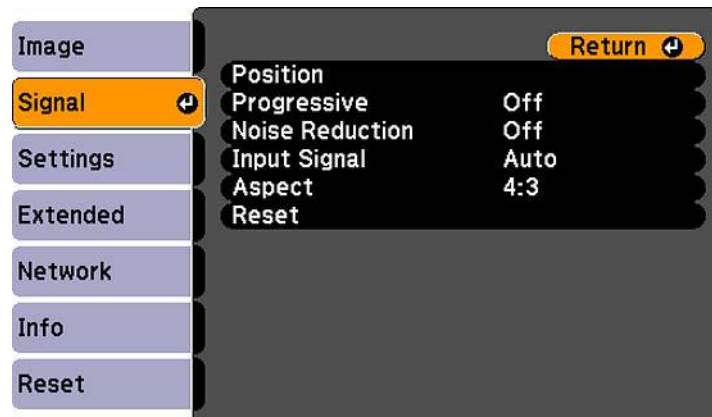 Image
Signal
Settings
Extended
Network
Info
Reset
Return
Position
Progressive Off
Noise Reduction Off
Input Signal Auto
Aspect 4:3
Reset